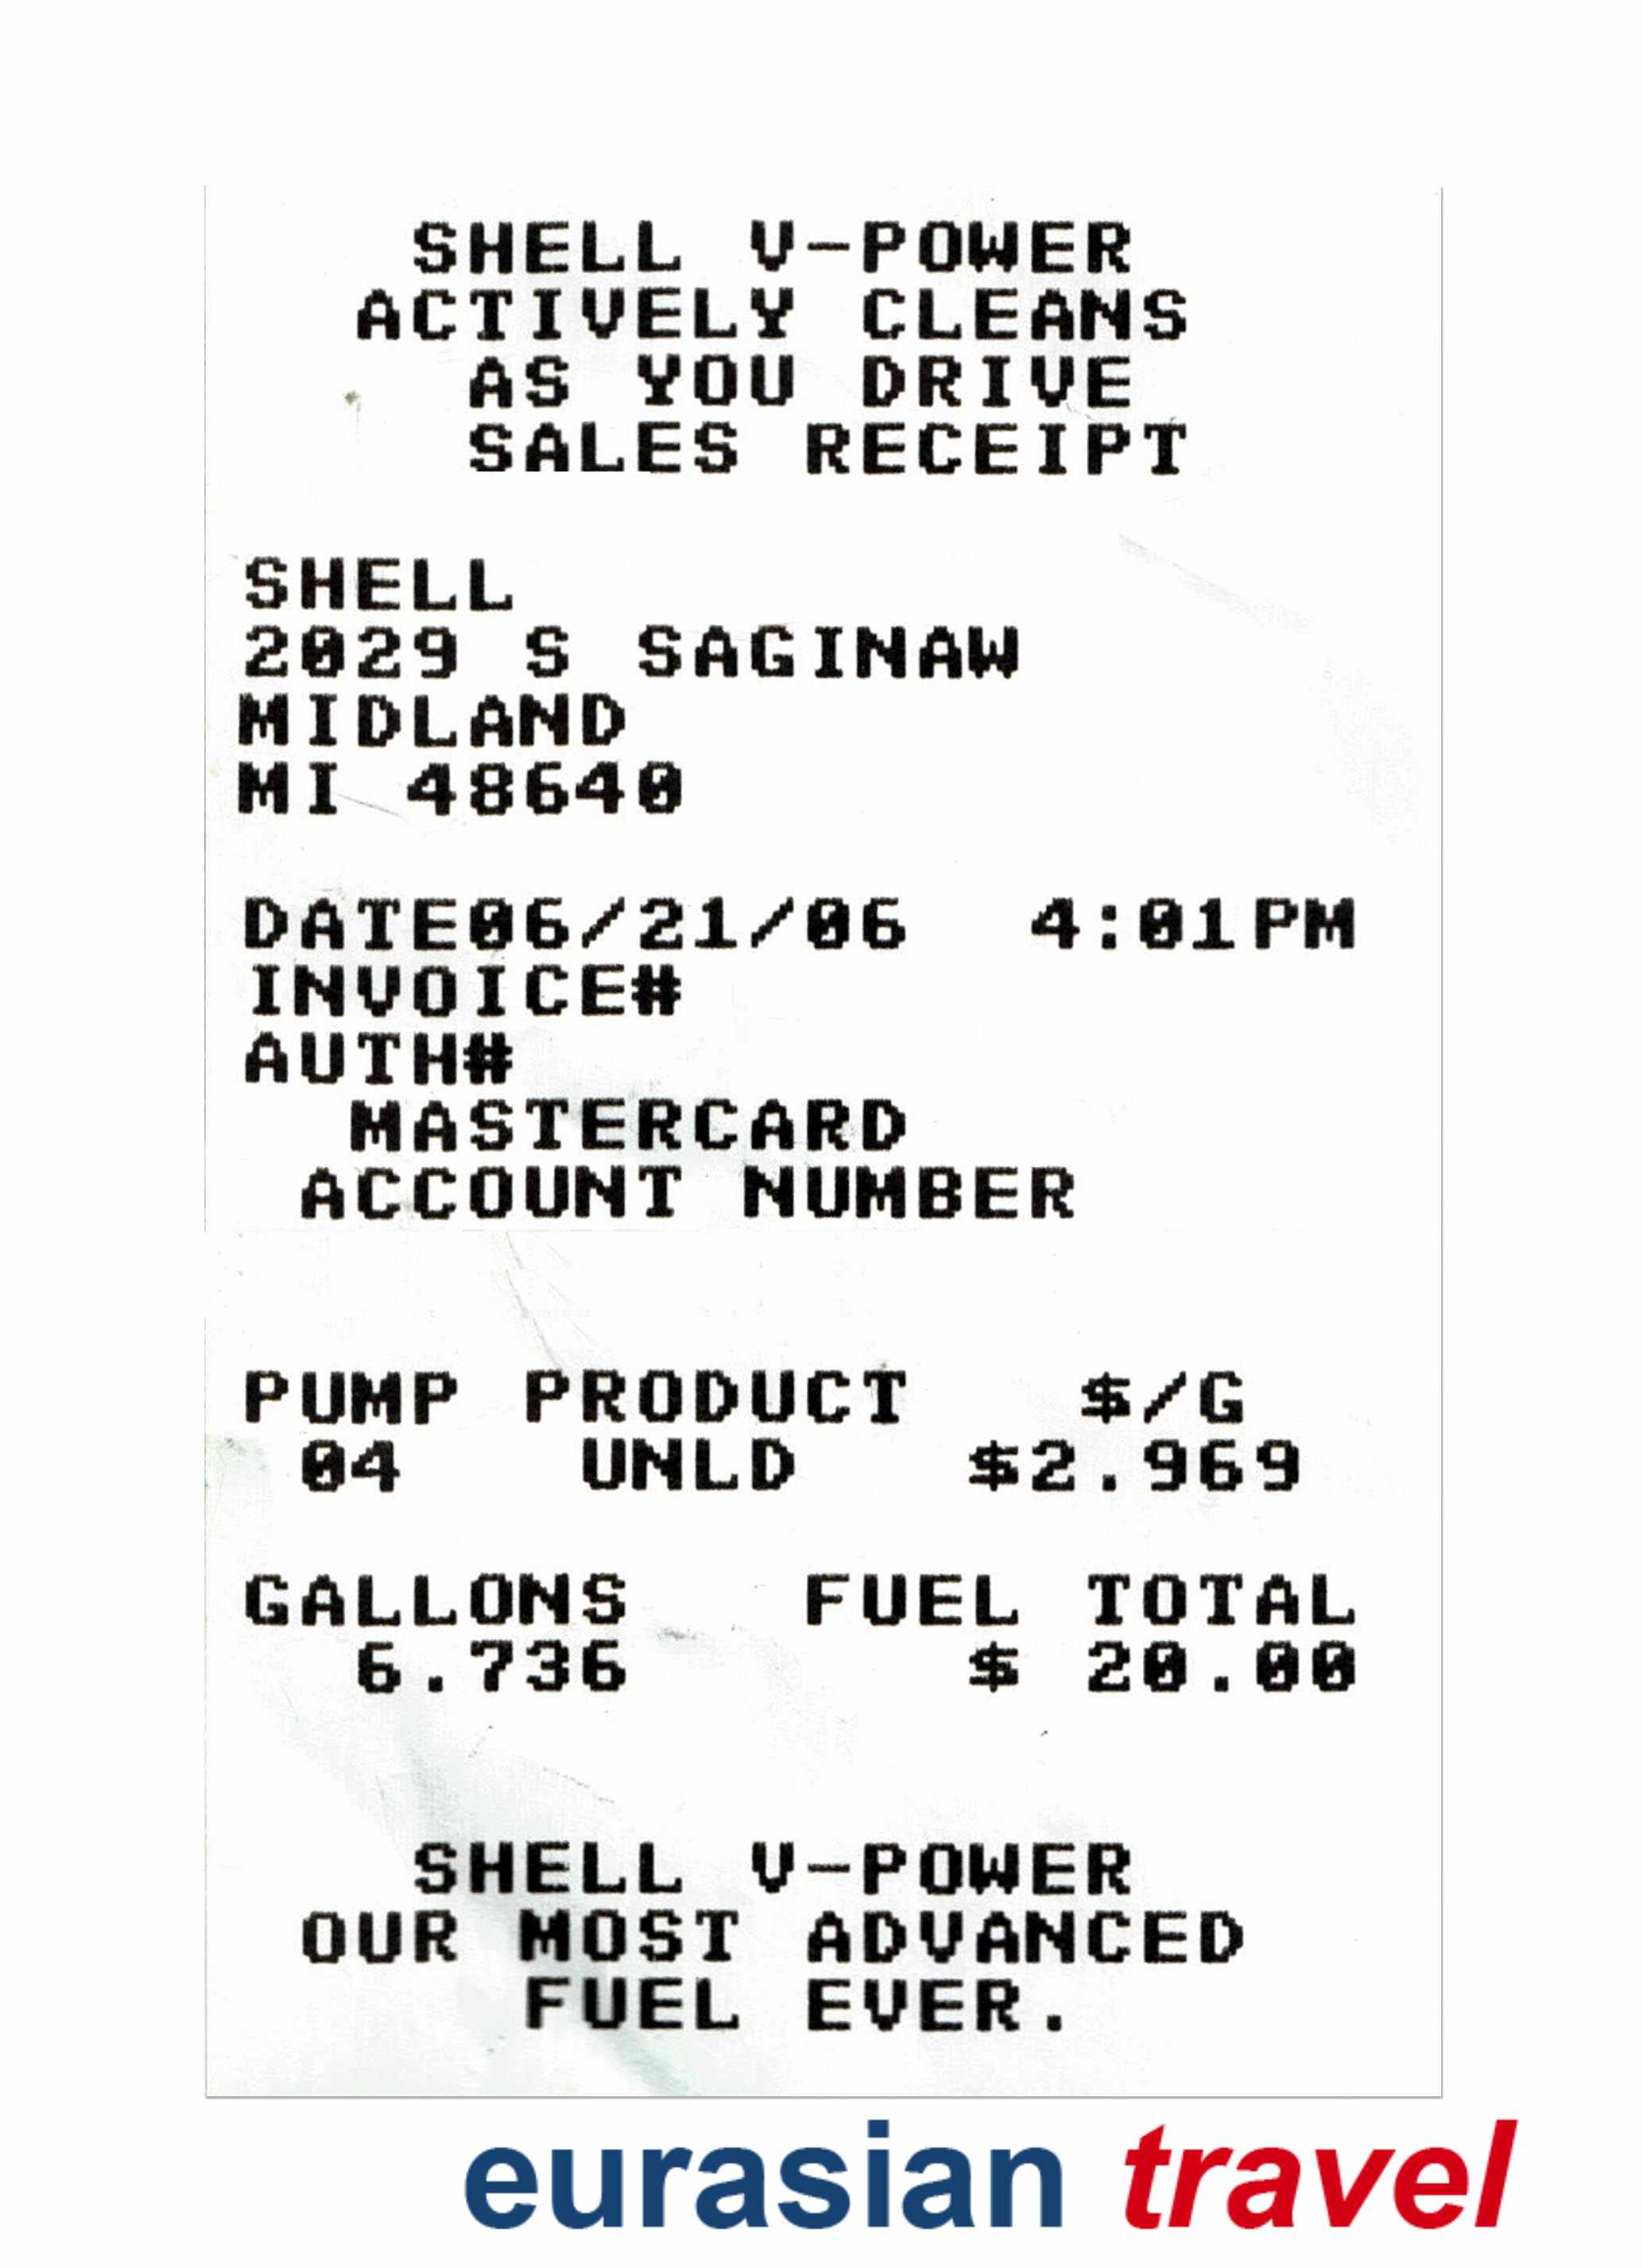 SHELL V-POWER
ACTIVELY CLEANS
AS YOU DRIVE
SALES RECEIPT
SHELL
2029 S SAGINAW
MIDLAND
MI 48640
DATE06/21/06 4:01PM
INVOICE#
AUTH#
MASTERCARD
ACCOUNT NUMBER
PUMP PRODUCT $/G
04 UNLD $2.969
GALLONS FUEL TOTAL
6.736 $ 20.00
SHELL V-POWER
OUR MOST ADVANCED
FUEL EVER.
eurasian travel